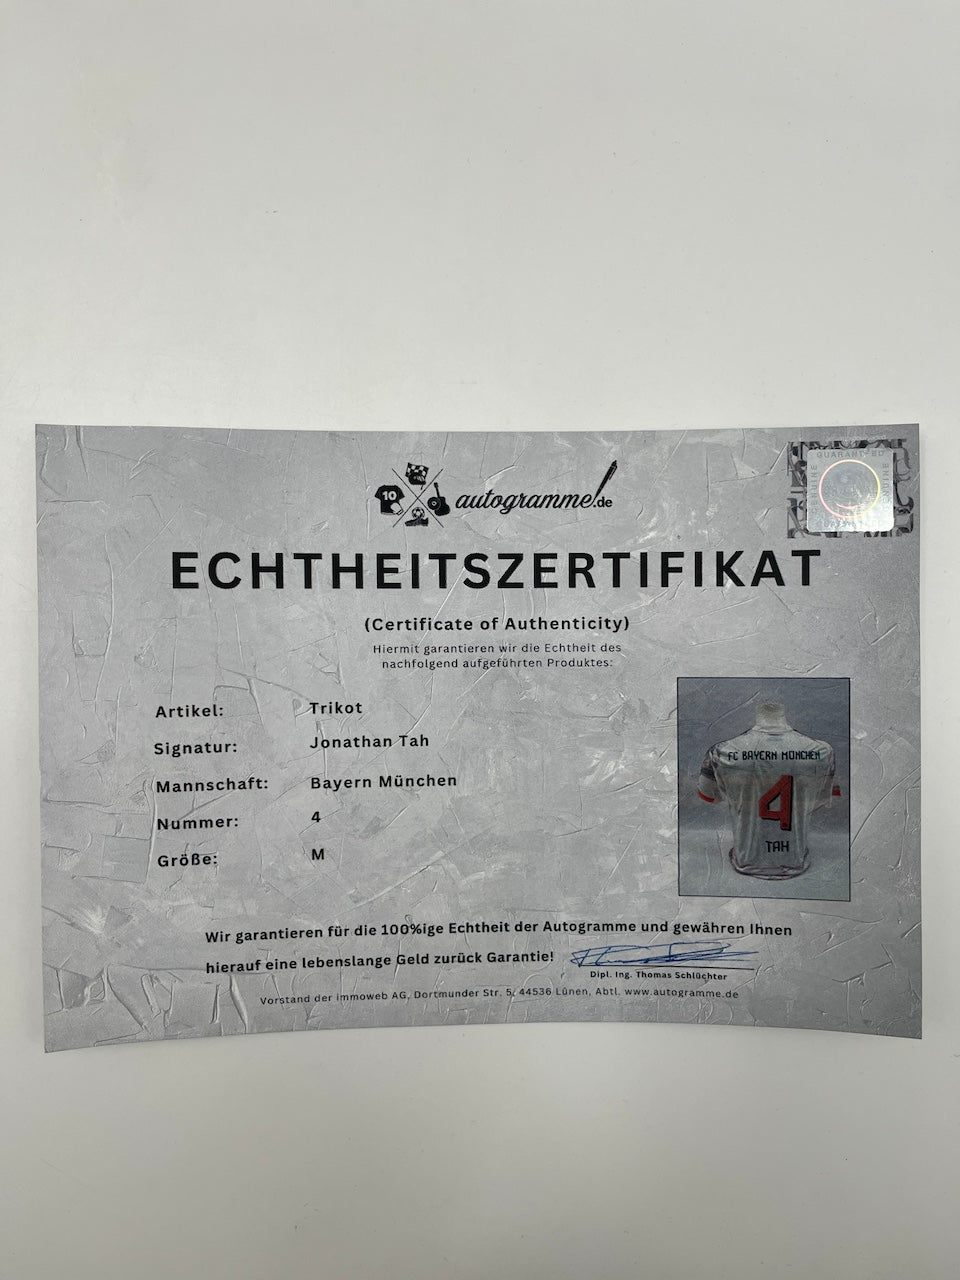 10
autogramme.de
GUARANTEED
GENUINE
ECHTHEITSZERTIFIKAT
(Certificate of Authenticity)
Hiermit garantieren wir die Echtheit des
nachfolgend aufgeführten Produktes:
Artikel: Trikot
Signatur: Jonathan Tah
Mannschaft: Bayern München
Nummer: 4
Größe: M
FC BAYERN MÜNCHEN
4
TAH
Wir garantieren für die 100%ige Echtheit der Autogramme und gewähren Ihnen
hierauf eine lebenslange Geld zurück Garantie!
Dipl. Ing. Thomas Schlüchter
Vorstand der immoweb AG, Dortmunder Str. 5, 44536 Lünen, Abtl. www.autogramme.de